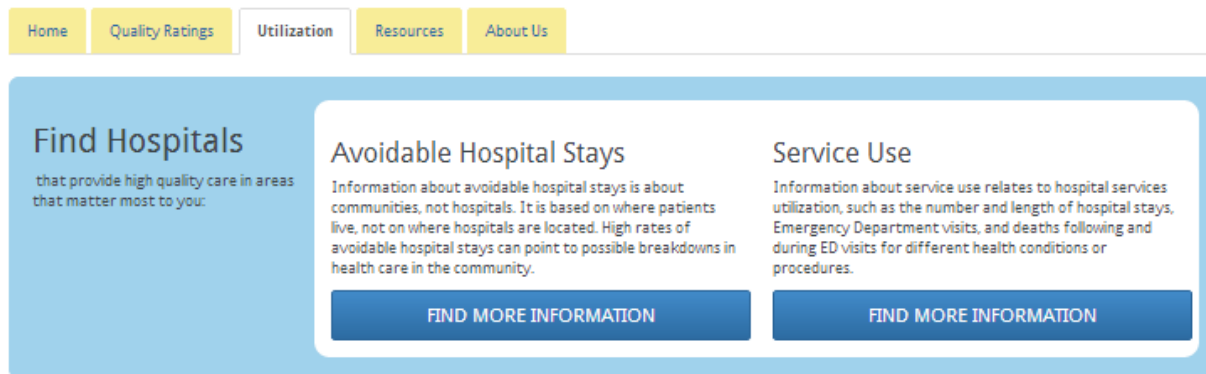 Home
Quality Ratings
Utilization
Resources
About Us
Find Hospitals
that provide high quality care in areas
that matter most to you:
Avoidable Hospital Stays
Information about avoidable hospital stays is about
communities, not hospitals. It is based on where patients
live, not on where hospitals are located. High rates of
avoidable hospital stays can point to possible breakdowns in
health care in the community.
FIND MORE INFORMATION
Service Use
Information about service use relates to hospital services
utilization, such as the number and length of hospital stays,
Emergency Department visits, and deaths following and
during ED visits for different health conditions or
procedures.
FIND MORE INFORMATION